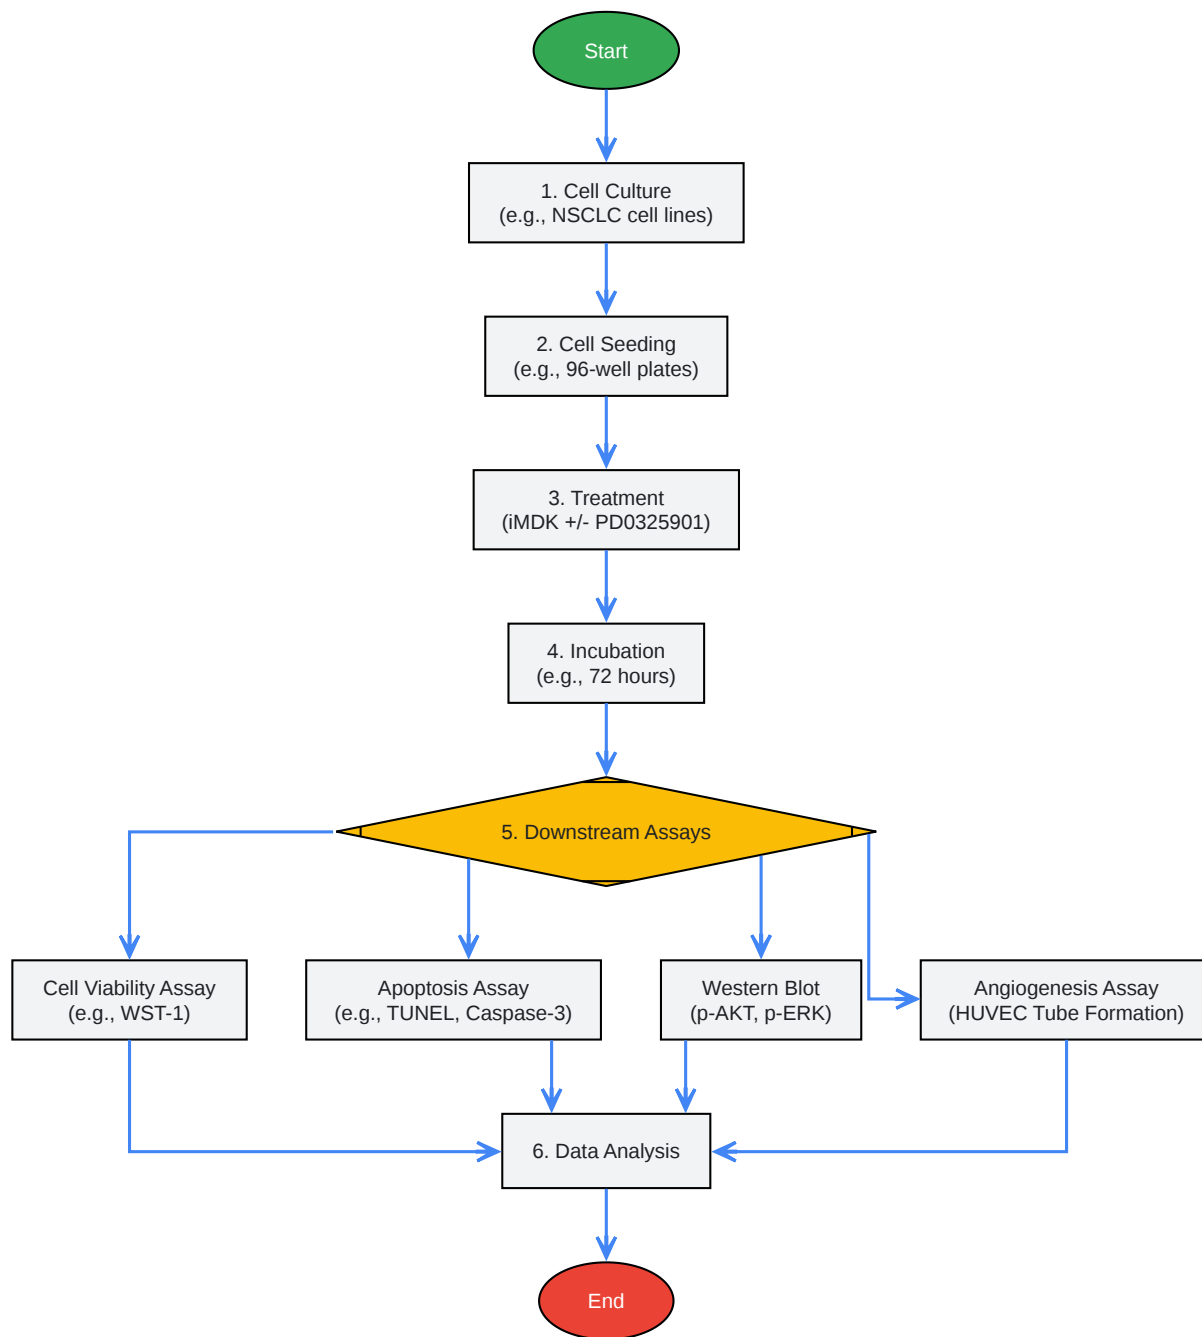 Start
1. Cell Culture
(e.g., NSCLC cell lines)
2. Cell Seeding
(e.g., 96-well plates)
3. Treatment
(iMDK +/- PD0325901)
4. Incubation
(e.g., 72 hours)
5. Downstream Assays
Cell Viability Assay
(e.g., WST-1)
Apoptosis Assay
(e.g., TUNEL, Caspase-3)
Western Blot
(p-AKT, p-ERK)
Angiogenesis Assay
(HUVEC Tube Formation)
6. Data Analysis
End